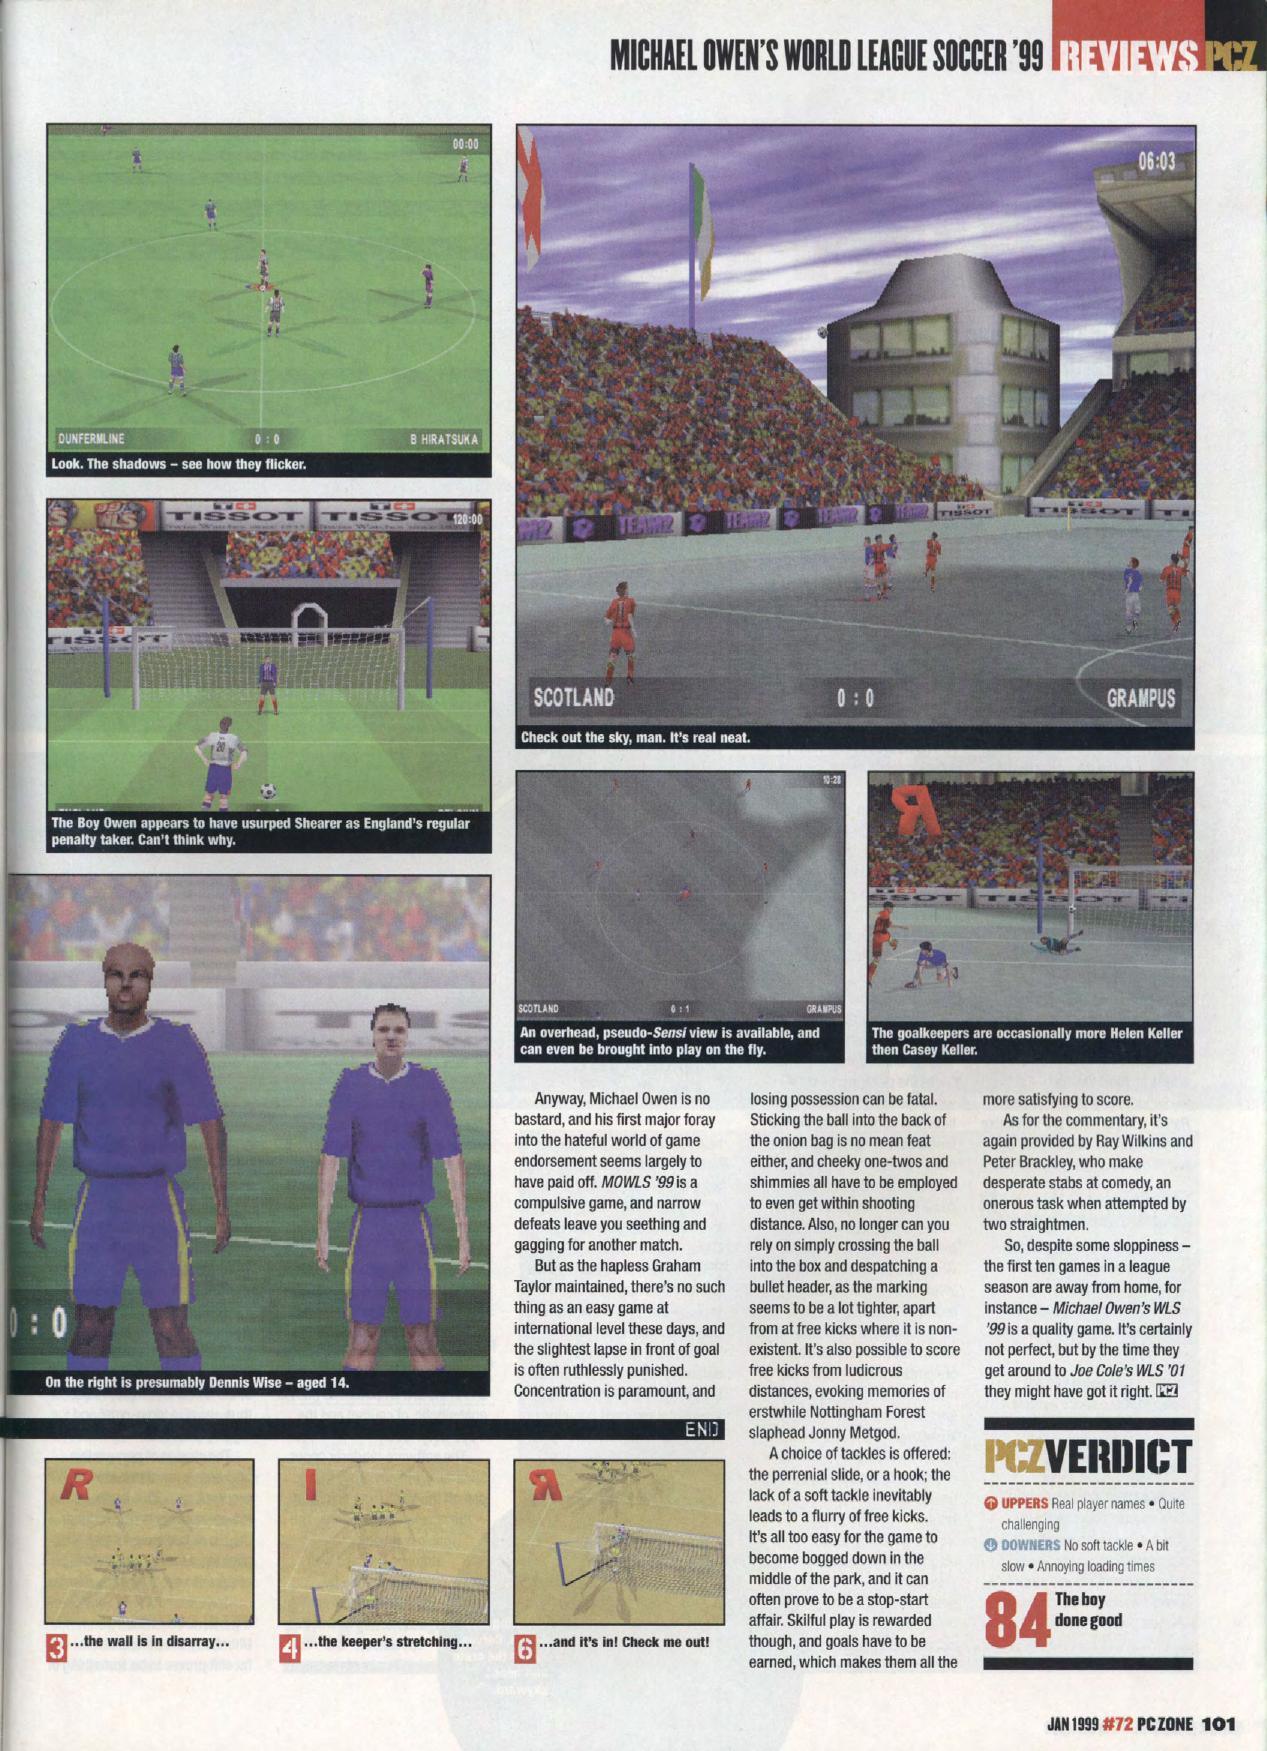 MICHAEL OWEN'S WORLD LEAGUE SOCCER '99 REVIEWS PCZ
00:00
DUNFERMLINE 0 : 0 B HIRATSUKA
Look. The shadows – see how they flicker.
06:03
TEAM2 TEAM2 TEAM2 TISSOT TISSOT
SCOTLAND 0 : 0 GRAMPUS
Check out the sky, man. It's real neat.
TISSOT TISSOT
120:00
TISSOT
The Boy Owen appears to have usurped Shearer as England's regular
penalty taker. Can't think why.
20
10:28
SCOTLAND 0 : 1 GRAMPUS
An overhead, pseudo-Sensi view is available, and
can even be brought into play on the fly.
R
TISSOT
The goalkeepers are occasionally more Helen Keller
then Casey Keller.
0 : 0
On the right is presumably Dennis Wise – aged 14.
Anyway, Michael Owen is no
bastard, and his first major foray
into the hateful world of game
endorsement seems largely to
have paid off. MOWLS '99 is a
compulsive game, and narrow
defeats leave you seething and
gagging for another match.
But as the hapless Graham
Taylor maintained, there's no such
thing as an easy game at
international level these days, and
the slightest lapse in front of goal
is often ruthlessly punished.
Concentration is paramount, and
losing possession can be fatal.
Sticking the ball into the back of
the onion bag is no mean feat
either, and cheeky one-twos and
shimmies all have to be employed
to even get within shooting
distance. Also, no longer can you
rely on simply crossing the ball
into the box and despatching a
bullet header, as the marking
seems to be a lot tighter, apart
from at free kicks where it is non-
existent. It's also possible to score
free kicks from ludicrous
distances, evoking memories of
erstwhile Nottingham Forest
slaphead Jonny Metgod.
A choice of tackles is offered:
the perrenial slide, or a hook; the
lack of a soft tackle inevitably
leads to a flurry of free kicks.
It's all too easy for the game to
become bogged down in the
middle of the park, and it can
often prove to be a stop-start
affair. Skilful play is rewarded
though, and goals have to be
earned, which makes them all the
more satisfying to score.
As for the commentary, it's
again provided by Ray Wilkins and
Peter Brackley, who make
desperate stabs at comedy, an
onerous task when attempted by
two straightmen.
So, despite some sloppiness –
the first ten games in a league
season are away from home, for
instance – Michael Owen's WLS
'99 is a quality game. It's certainly
not perfect, but by the time they
get around to Joe Cole's WLS '01
they might have got it right. PCZ
PCZVERDICT
UPPERS Real player names • Quite
challenging
DOWNERS No soft tackle • A bit
slow • Annoying loading times
84 The boy
done good
END
R
3 ...the wall is in disarray...
4 ...the keeper's stretching...
R
6 ...and it's in! Check me out!
JAN 1999 #72 PC ZONE 101